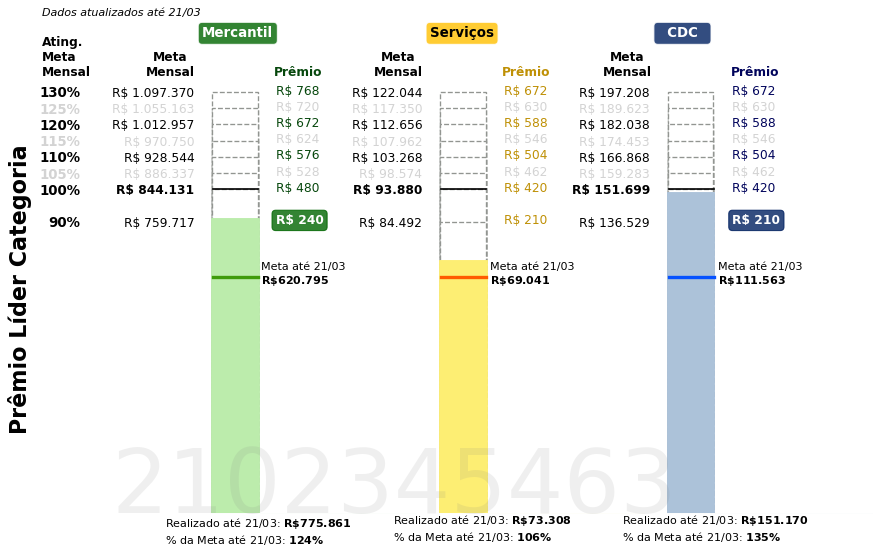 Dados atualizados até 21/03
Mercantil Serviços CDC
Ating.
Meta Meta Meta Meta
Mensal Mensal Prêmio Mensal Prêmio Mensal Prêmio
130% R$ 1.097.370 R$ 768 R$ 122.044 R$ 672 R$ 197.208 R$ 672
125% R$ 1.055.163 R$ 720 R$ 117.350 R$ 630 R$ 189.623 R$ 630
120% R$ 1.012.957 R$ 672 R$ 112.656 R$ 588 R$ 182.038 R$ 588
115% R$ 970.750 R$ 624 R$ 107.962 R$ 546 R$ 174.453 R$ 546
110% R$ 928.544 R$ 576 R$ 103.268 R$ 504 R$ 166.868 R$ 504
105% R$ 886.337 R$ 528 R$ 98.574 R$ 462 R$ 159.283 R$ 462
100% R$ 844.131 R$ 480 R$ 93.880 R$ 420 R$ 151.699 R$ 420
90% R$ 759.717 R$ 240 R$ 84.492 R$ 210 R$ 136.529 R$ 210
Meta até 21/03 Meta até 21/03 Meta até 21/03
R$620.795 R$69.041 R$111.563
Prêmio Líder Categoria
2102345463
Realizado até 21/03: R$775.861 Realizado até 21/03: R$73.308 Realizado até 21/03: R$151.170
% da Meta até 21/03: 124% % da Meta até 21/03: 106% % da Meta até 21/03: 135%